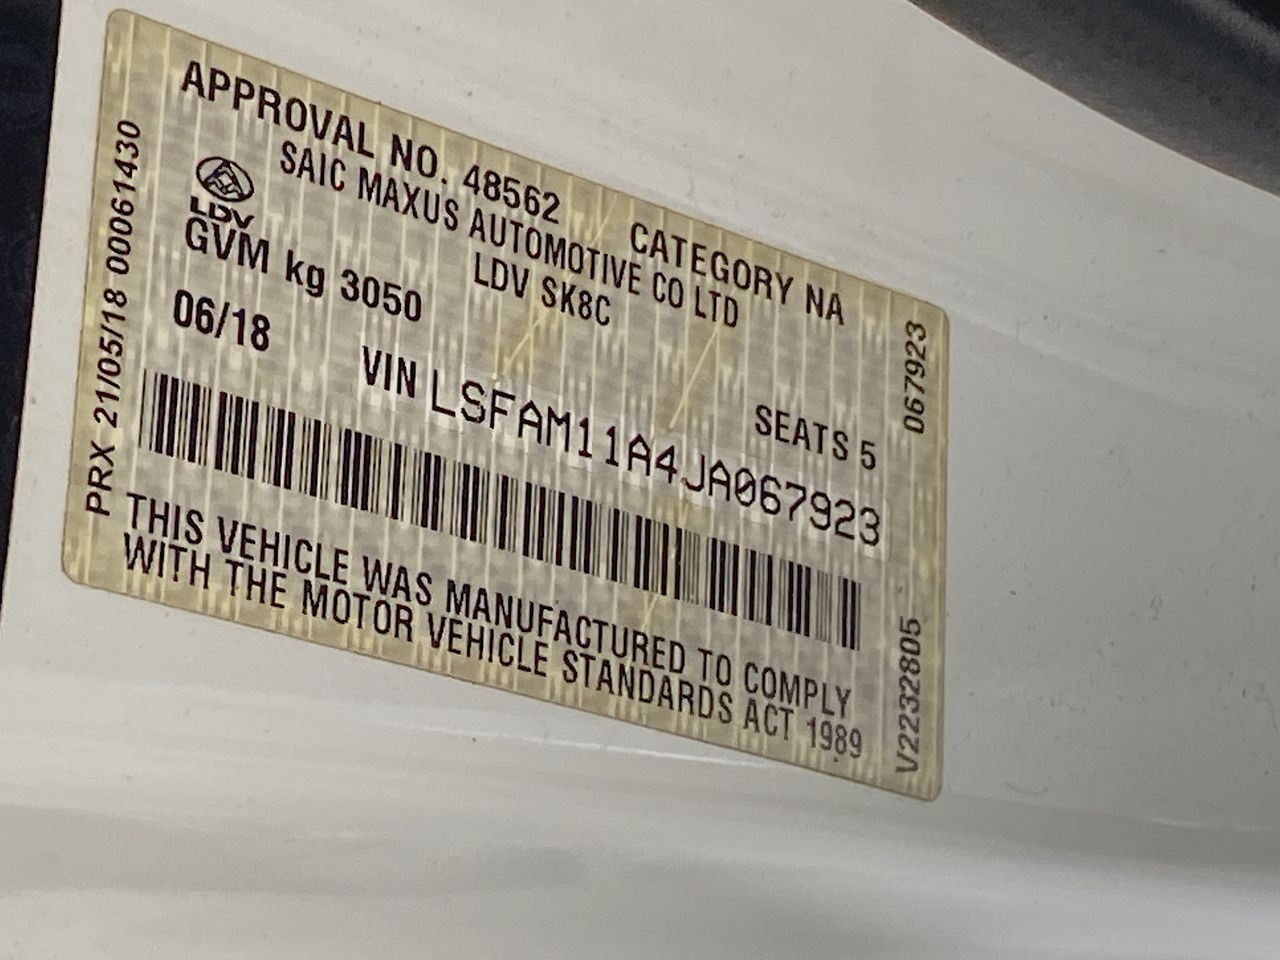 APPROVAL NO. 48562 CATEGORY NA
SAIC MAXUS AUTOMOTIVE CO LTD
LDV
LDV SK8C
GVM kg 3050
06/18
SEATS 5
VIN LSFAM11A4JA067923
THIS VEHICLE WAS MANUFACTURED TO COMPLY
WITH THE MOTOR VEHICLE STANDARDS ACT 1989
PRX 21/05/18 00061430
067923
V2232805